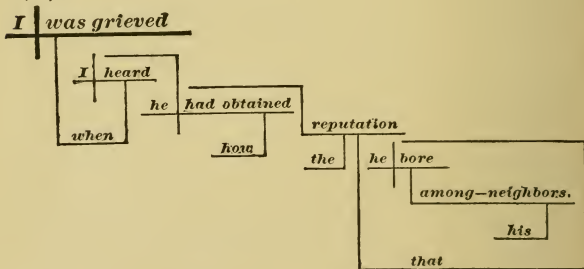 I was grieved
I heard
he had obtained
when
how
reputation
the
he bore
among—neighbors.
his
that